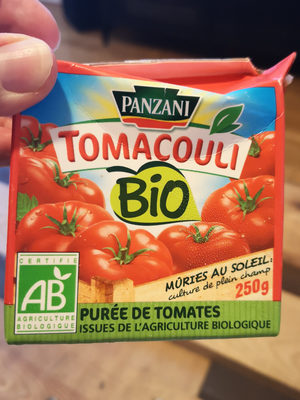 PANZANI
TOMACOULI
BiO
MÛRIES AU SOLEIL:
culture de plein champ
250g
CERTIFIÉ
AB
AGRICULTURE
BIOLOGIQUE
PURÉE DE TOMATES
ISSUES DE L'AGRICULTURE BIOLOGIQUE